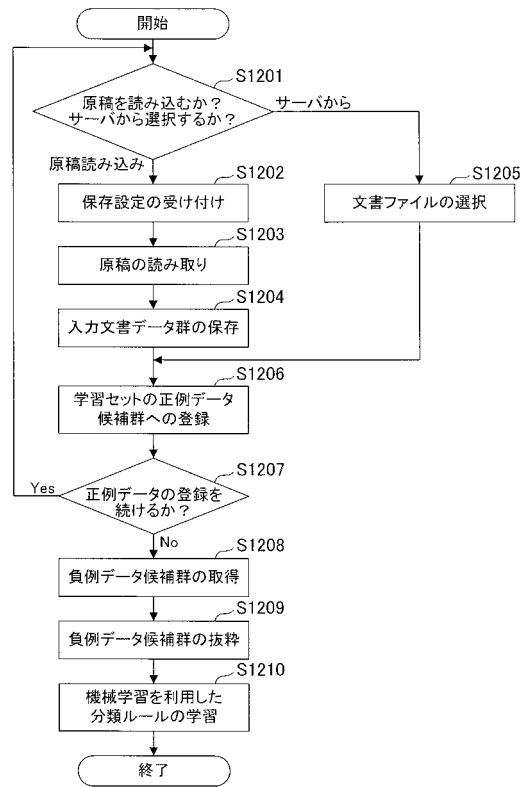 開始
S1201
原稿を読み込むか?
サーバから選択するか?
サーバから
原稿読み込み
S1202
保存設定の受け付け
S1205
文書ファイルの選択
S1203
原稿の読み取り
S1204
入力文書データ群の保存
S1206
学習セットの正例データ
候補群への登録
S1207
正例データの登録を
続けるか?
Yes
No
S1208
負例データ候補群の取得
S1209
負例データ候補群の抜粋
S1210
機械学習を利用した
分類ルールの学習
終了